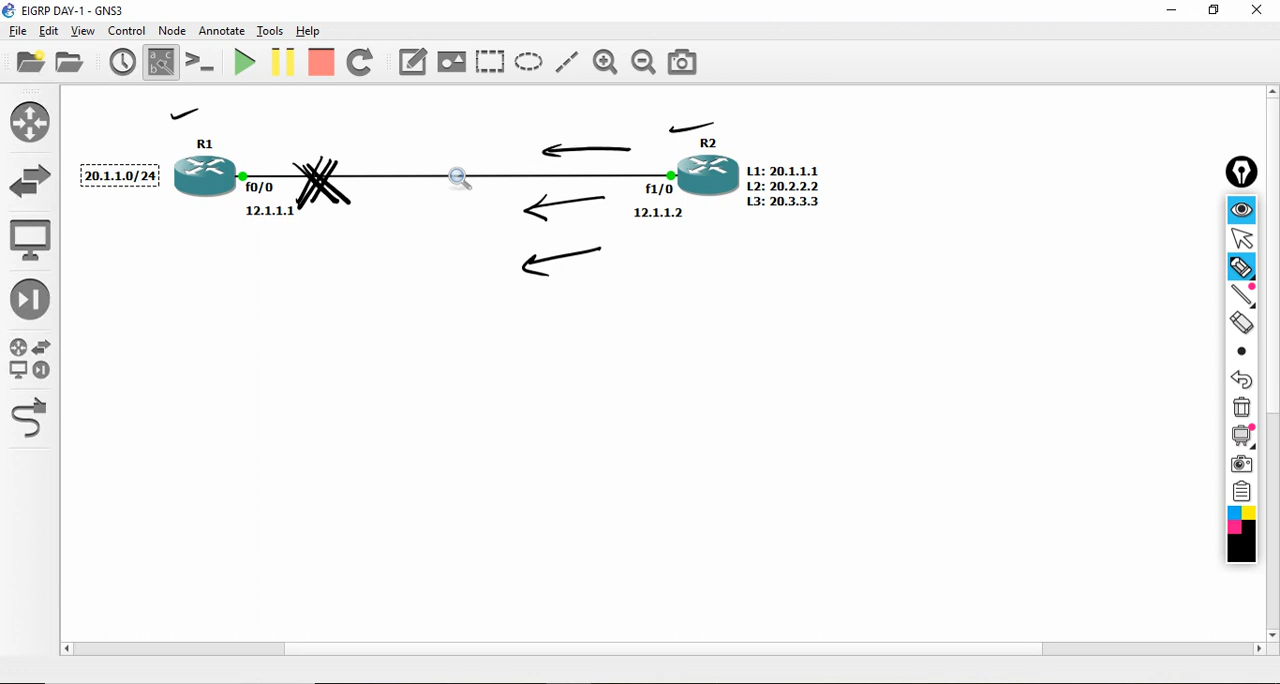 EIGRP DAY-1 - GNS3
File Edit View Control Node Annotate Tools Help
R1
20.1.1.0/24
f0/0
12.1.1.1
R2
f1/0
12.1.1.2
L1: 20.1.1.1
L2: 20.2.2.2
L3: 20.3.3.3